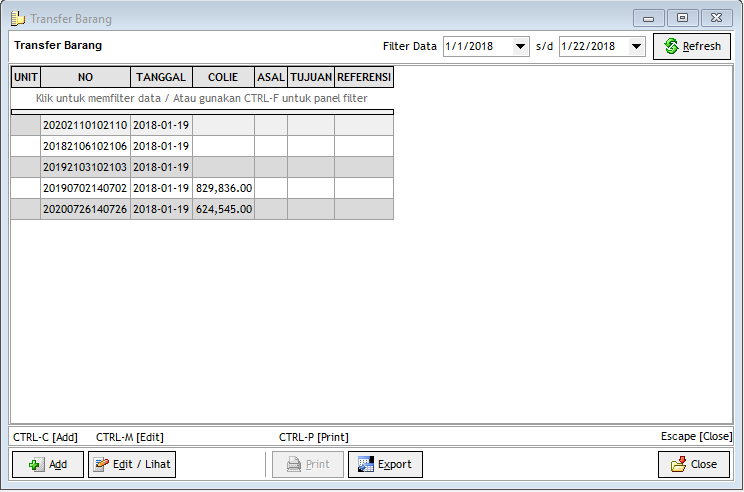 Transfer Barang
Transfer Barang Filter Data 1/1/2018 s/d 1/22/2018 Refresh
UNIT NO TANGGAL COLIE ASAL TUJUAN REFERENSI
Klik untuk memfilter data / Atau gunakan CTRL-F untuk panel filter
20202110102110 2018-01-19
20182106102106 2018-01-19
20192103102103 2018-01-19
20190702140702 2018-01-19 829,836.00
20200726140726 2018-01-19 624,545.00
CTRL-C [Add] CTRL-M [Edit] CTRL-P [Print] Escape [Close]
Add Edit / Lihat Print Export Close